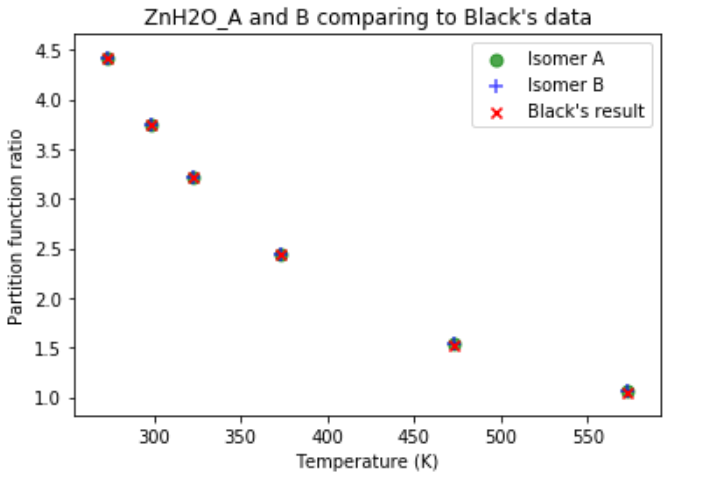 ZnH2O_A and B comparing to Black's data
4.5
4.0
3.5
3.0
2.5
2.0
1.5
1.0
Partition function ratio
Isomer A
Isomer B
Black's result
300 350 400 450 500 550
Temperature (K)